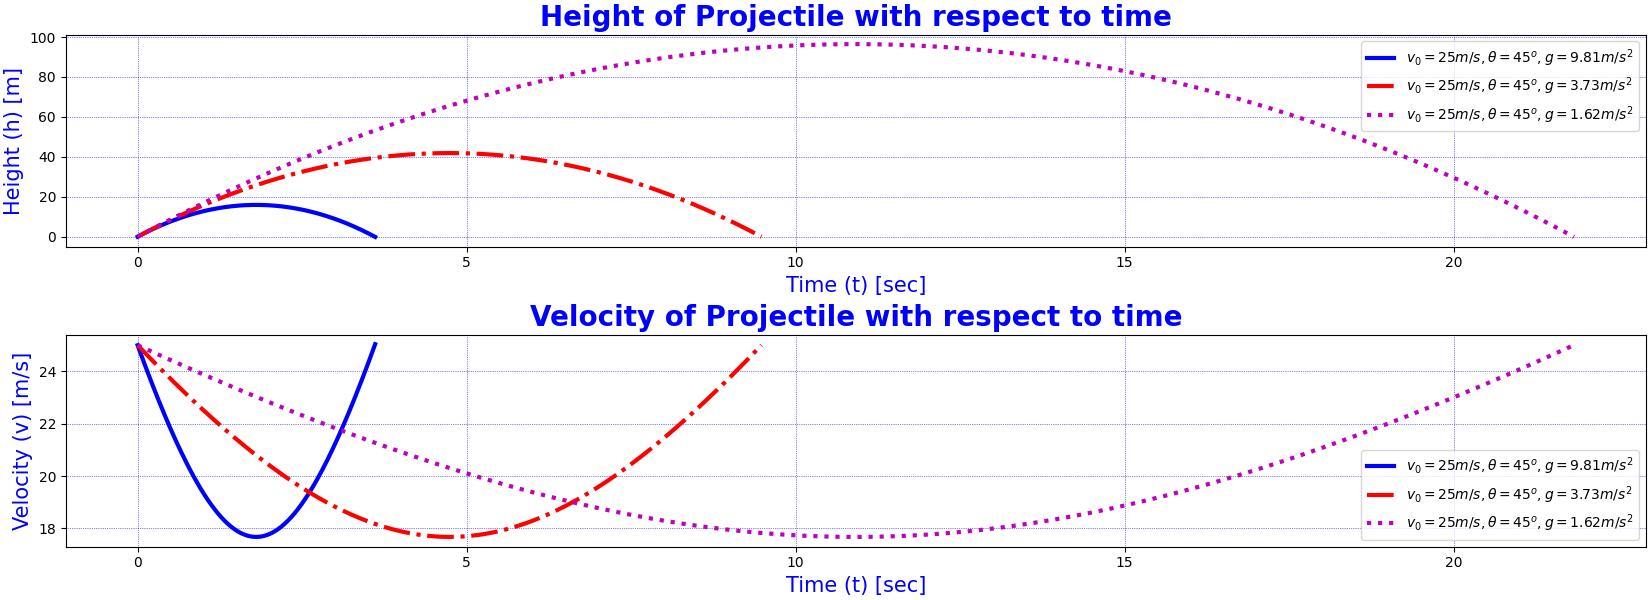 Height of Projectile with respect to time
Height (h) [m]
100
80
60
40
20
0
v₀ = 25m/s, θ = 45°, g = 9.81m/s²
v₀ = 25m/s, θ = 45°, g = 3.73m/s²
v₀ = 25m/s, θ = 45°, g = 1.62m/s²
0 5 10 15 20
Time (t) [sec]
Velocity of Projectile with respect to time
Velocity (v) [m/s]
24
22
20
18
v₀ = 25m/s, θ = 45°, g = 9.81m/s²
v₀ = 25m/s, θ = 45°, g = 3.73m/s²
v₀ = 25m/s, θ = 45°, g = 1.62m/s²
0 5 10 15 20
Time (t) [sec]